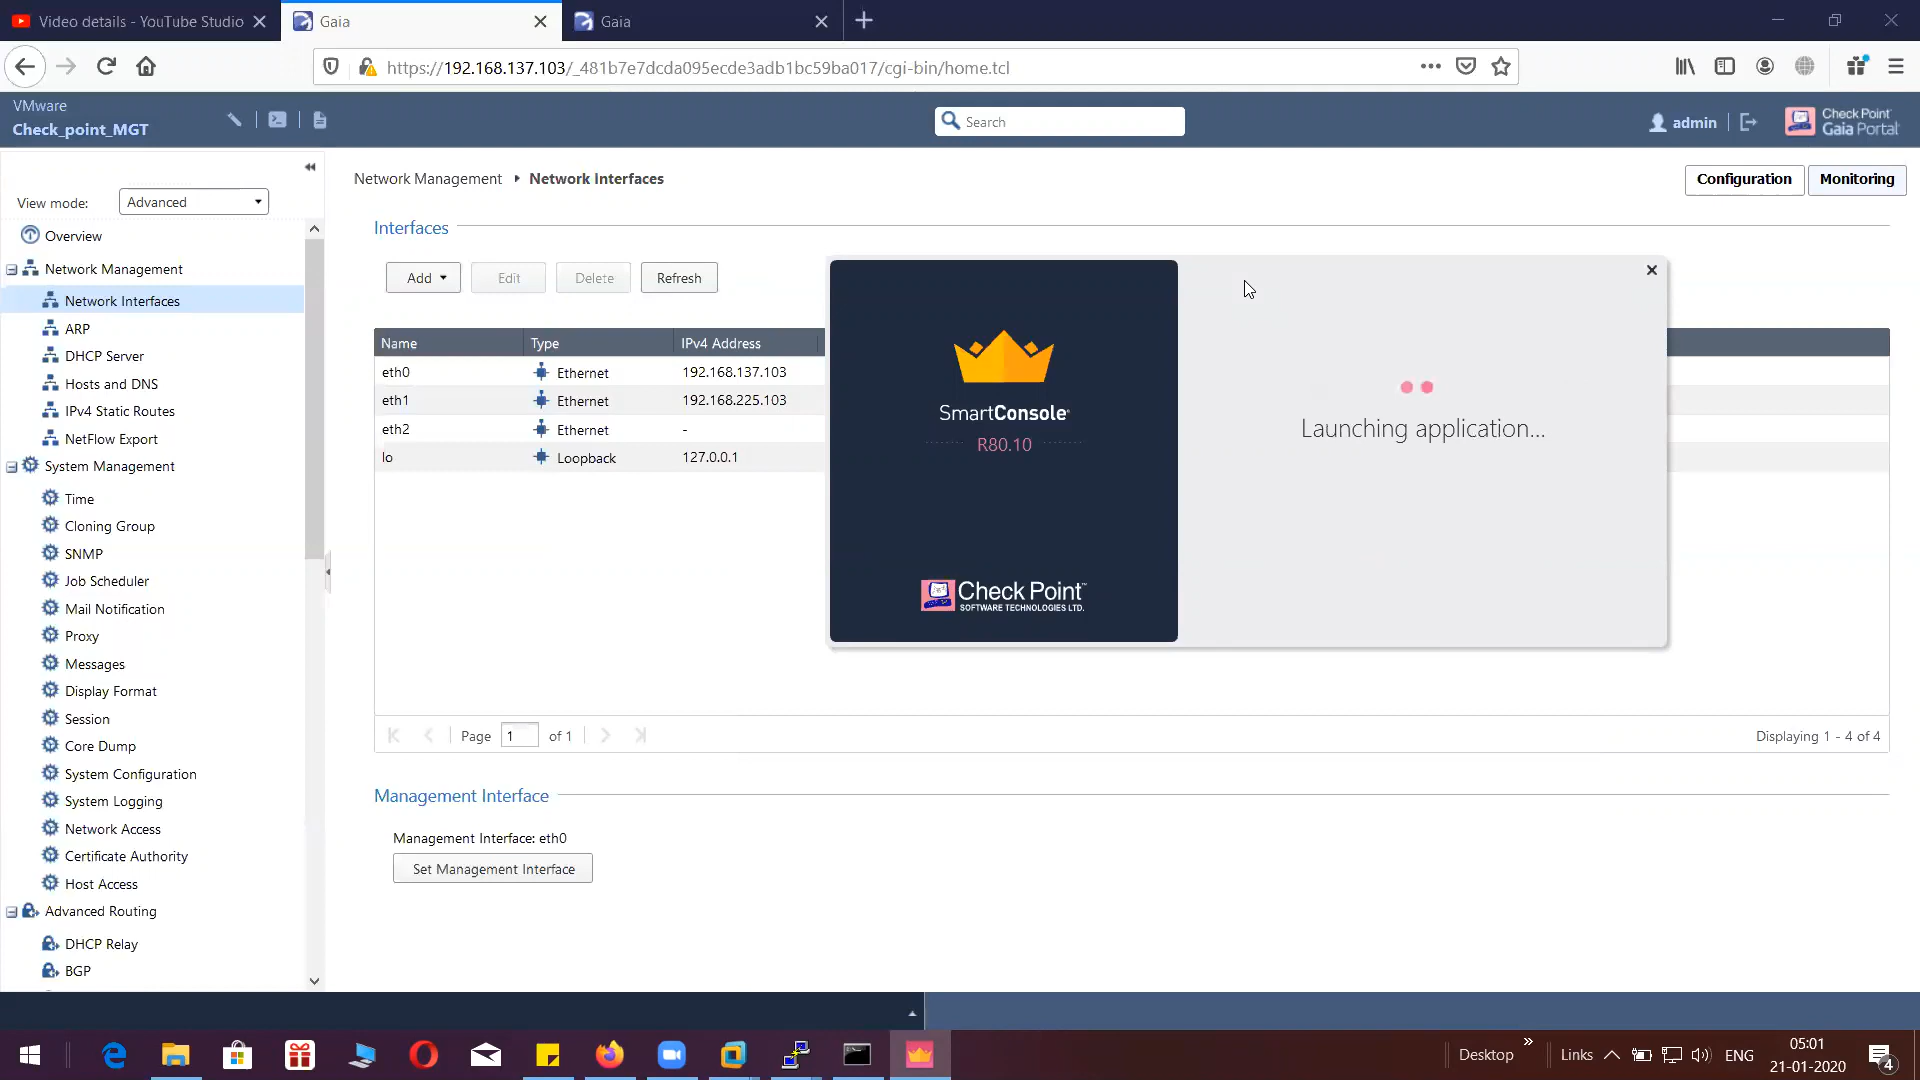 Video details - YouTube Studio
Gaia
Gaia
https://192.168.137.103/_481b7e7dcda095ecde3adb1bc59ba017/cgi-bin/home.tcl
VMware
Check_point_MGT
Search
admin
Check Point
Gaia Portal
View mode:
Advanced
Network Management
Network Interfaces
Configuration
Monitoring
Overview
Network Management
Network Interfaces
ARP
DHCP Server
Hosts and DNS
IPv4 Static Routes
NetFlow Export
System Management
Time
Cloning Group
SNMP
Job Scheduler
Mail Notification
Proxy
Messages
Display Format
Session
Core Dump
System Configuration
System Logging
Network Access
Certificate Authority
Host Access
Advanced Routing
DHCP Relay
BGP
Interfaces
Add
Edit
Delete
Refresh
Name Type IPv4 Address
eth0 Ethernet 192.168.137.103
eth1 Ethernet 192.168.225.103
eth2 Ethernet -
lo Loopback 127.0.0.1
SmartConsole
R80.10
Check Point™
SOFTWARE TECHNOLOGIES LTD.
Launching application...
Page 1 of 1
Displaying 1 - 4 of 4
Management Interface
Management Interface: eth0
Set Management Interface
Desktop
Links
ENG
05:01
21-01-2020
4